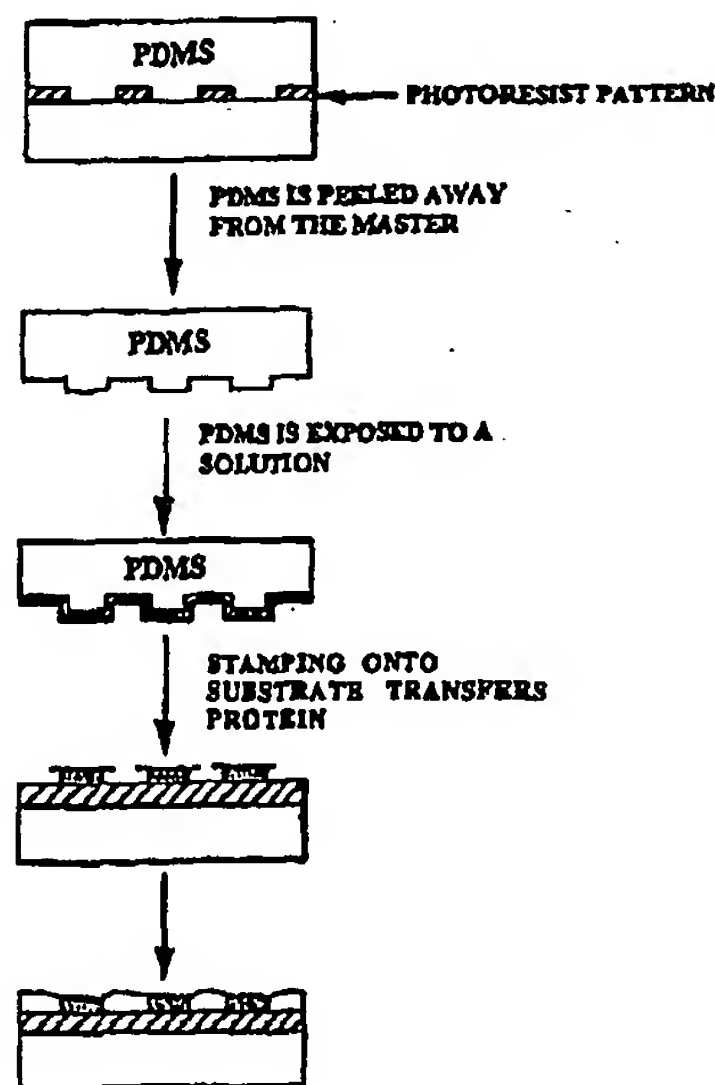 PDMS
PHOTORESIST PATTERN
PDMS IS PEELED AWAY
FROM THE MASTER
PDMS
PDMS IS EXPOSED TO A
SOLUTION
PDMS
STAMPING ONTO
SUBSTRATE TRANSFERS
PROTEIN